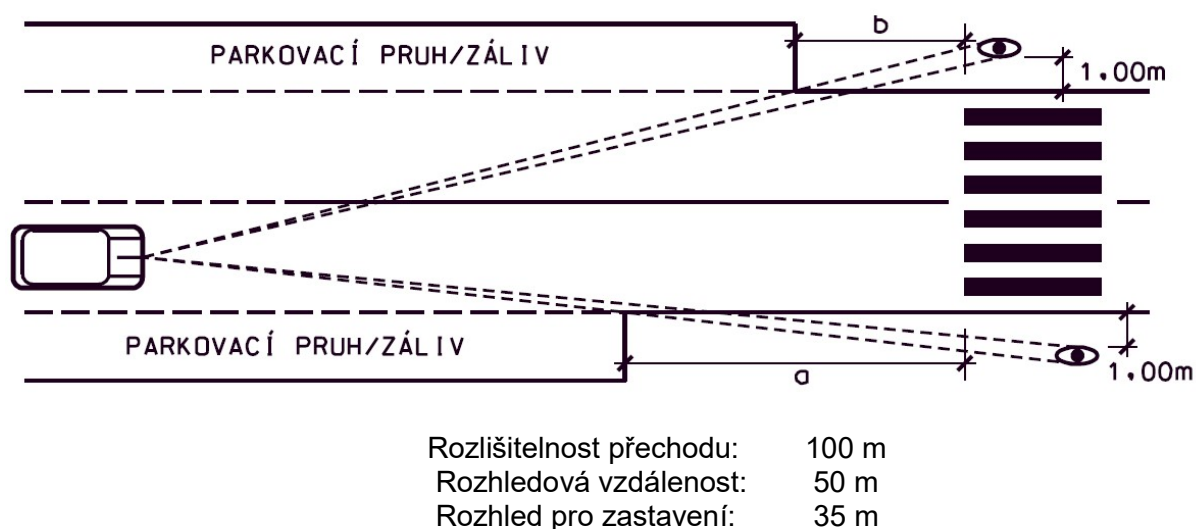 b
PARKOVACÍ PRUH/ZÁLIV
1.00m
PARKOVACÍ PRUH/ZÁLIV
a
1.00m
Rozlišitelnost přechodu: 100 m
Rozhledová vzdálenost: 50 m
Rozhled pro zastavení: 35 m